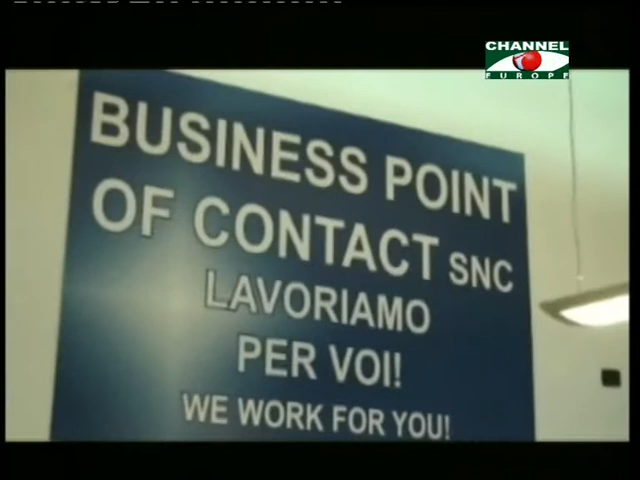 CHANNEL
EUROPE
BUSINESS POINT
OF CONTACT SNC
LAVORIAMO
PER VOI!
WE WORK FOR YOU!